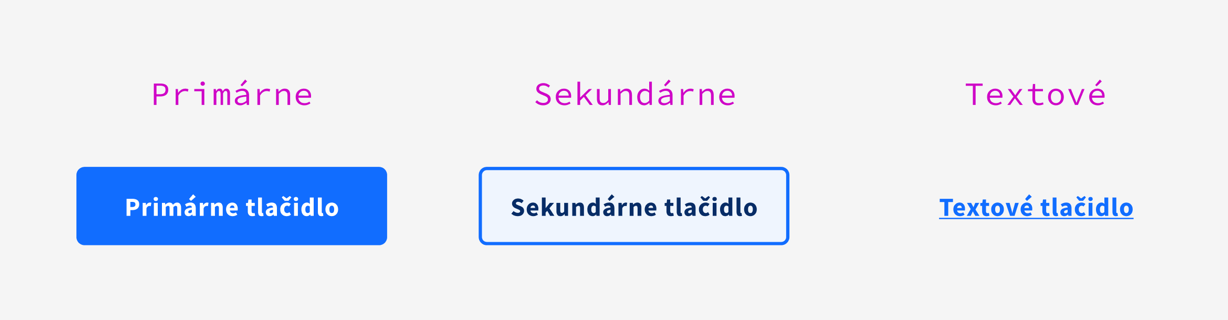 Primárne
Sekundárne
Textové
Primárne tlačidlo
Sekundárne tlačidlo
Textové tlačidlo